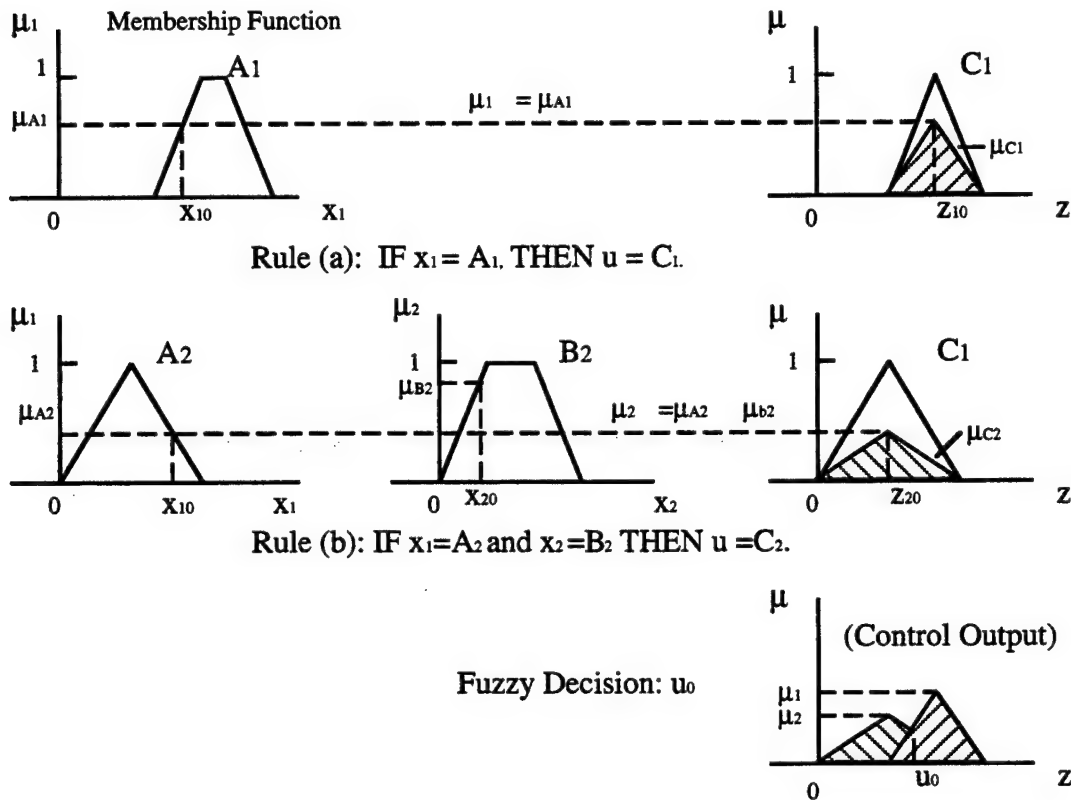 μ1 Membership Function μ
1 A1 1 C1
μA1 μ1 = μA1 μC1
0 x10 x1 0 z10 z
Rule (a): IF x1 = A1, THEN u = C1.
μ1 μ2 μ
1 A2 1 B2 1 C1
μB2
μA2 μ2 =μA2 μb2 μC2
0 x10 x1 0 x20 x2 0 z20 z
Rule (b): IF x1=A2 and x2=B2 THEN u =C2.
μ
(Control Output)
Fuzzy Decision: u0 μ1
μ2
0 u0 z